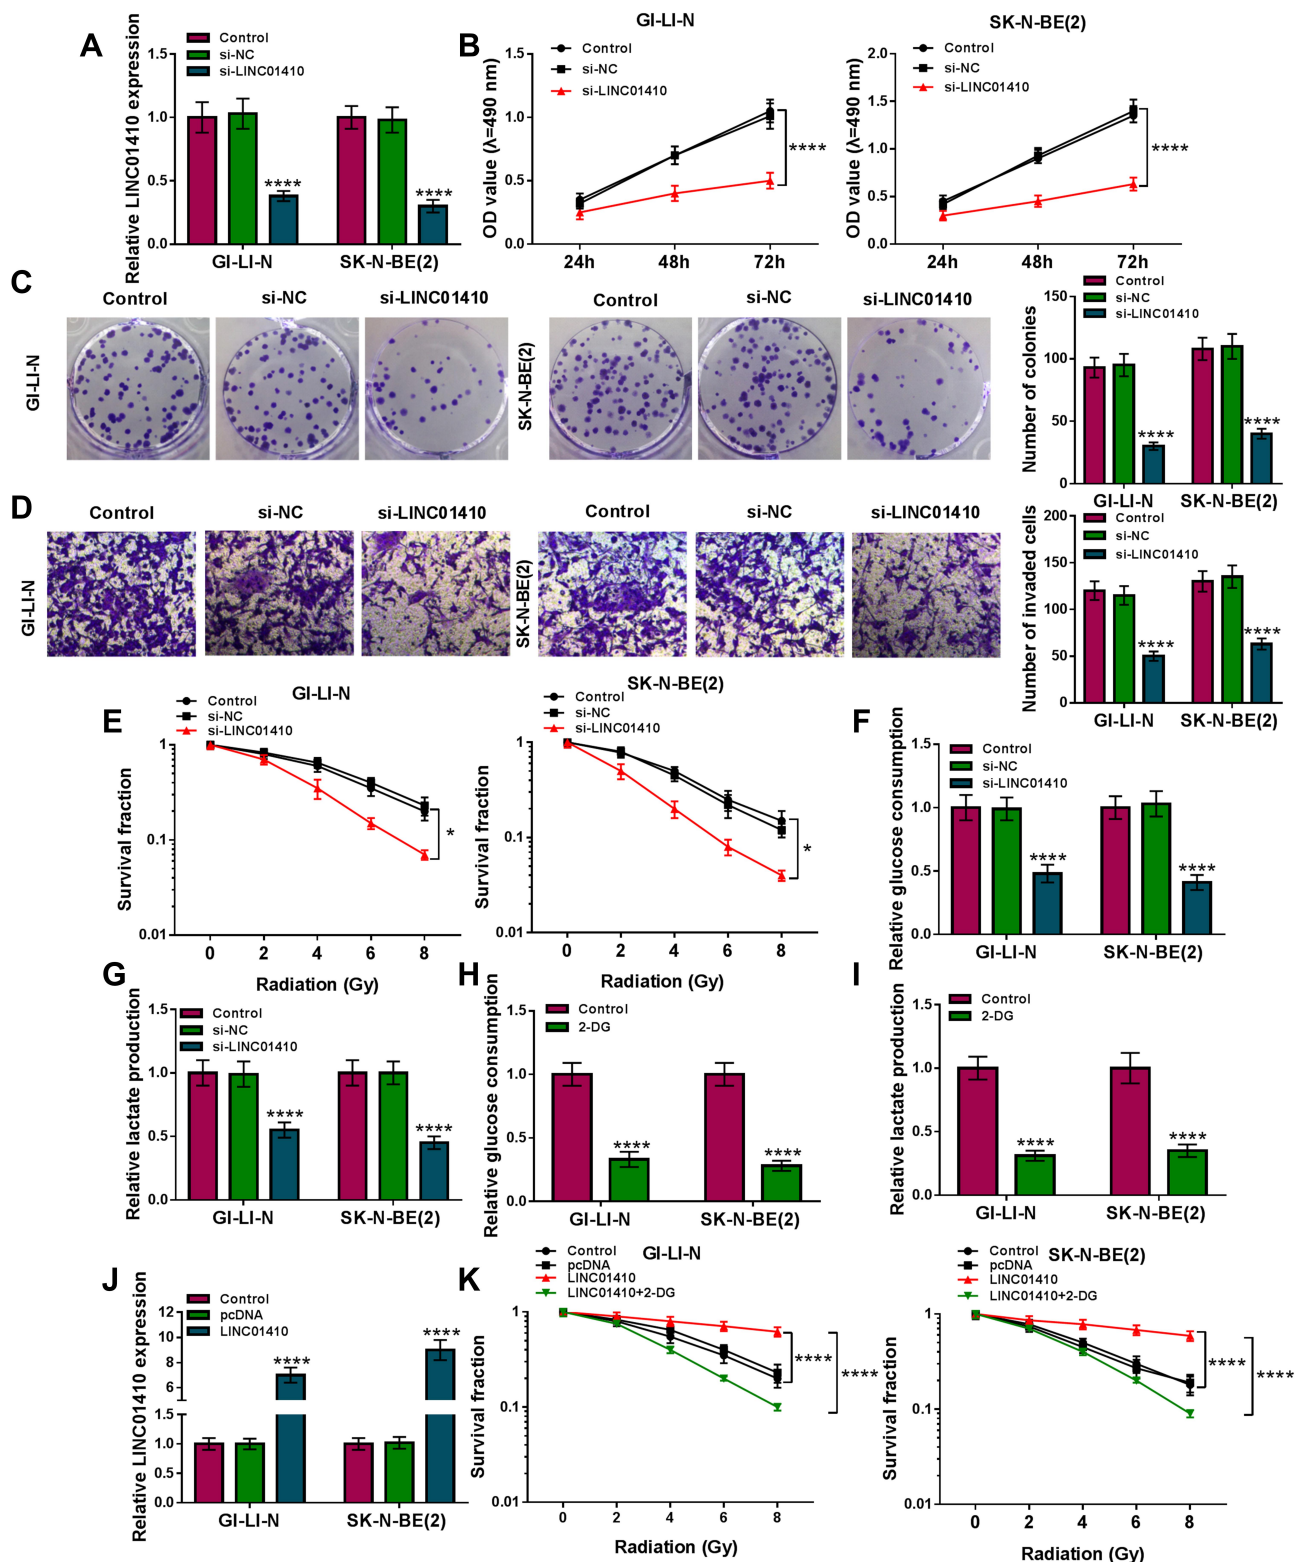 A
Control
si-NC
si-LINC01410
Relative LINC01410 expression
1.5
1.0
0.5
0.0
****
****
GI-LI-N
SK-N-BE(2)
B
GI-LI-N
Control
si-NC
si-LINC01410
OD value (λ=490 nm)
1.5
1.0
0.5
0.0
****
24h
48h
72h
SK-N-BE(2)
Control
si-NC
si-LINC01410
OD value (λ=490 nm)
2.0
1.5
1.0
0.5
0.0
****
24h
48h
72h
C
Control
si-NC
si-LINC01410
GI-LI-N
Control
si-NC
si-LINC01410
SK-N-BE(2)
Control
si-NC
si-LINC01410
Number of colonies
150
100
50
0
****
****
GI-LI-N
SK-N-BE(2)
D
Control
si-NC
si-LINC01410
GI-LI-N
Control
si-NC
si-LINC01410
SK-N-BE(2)
Control
si-NC
si-LINC01410
Number of invaded cells
200
150
100
50
0
****
****
GI-LI-N
SK-N-BE(2)
E
GI-LI-N
Control
si-NC
si-LINC01410
Survival fraction
1
0.1
0.01
*
0
2
4
6
8
Radiation (Gy)
SK-N-BE(2)
Control
si-NC
si-LINC01410
Survival fraction
1
0.1
0.01
*
0
2
4
6
8
Radiation (Gy)
F
Control
si-NC
si-LINC01410
Relative glucose consumption
1.5
1.0
0.5
0.0
****
****
GI-LI-N
SK-N-BE(2)
G
Control
si-NC
si-LINC01410
Relative lactate production
1.5
1.0
0.5
0.0
****
****
GI-LI-N
SK-N-BE(2)
H
Control
2-DG
Relative glucose consumption
1.5
1.0
0.5
0.0
****
****
GI-LI-N
SK-N-BE(2)
I
Control
2-DG
Relative lactate production
1.5
1.0
0.5
0.0
****
****
GI-LI-N
SK-N-BE(2)
J
Control
pcDNA
LINC01410
Relative LINC01410 expression
12
10
8
6
1.5
1.0
0.5
0.0
****
****
GI-LI-N
SK-N-BE(2)
K
GI-LI-N
Control
pcDNA
LINC01410
LINC01410+2-DG
Survival fraction
1
0.1
0.01
****
****
0
2
4
6
8
Radiation (Gy)
SK-N-BE(2)
Control
pcDNA
LINC01410
LINC01410+2-DG
Survival fraction
1
0.1
0.01
****
****
0
2
4
6
8
Radiation (Gy)